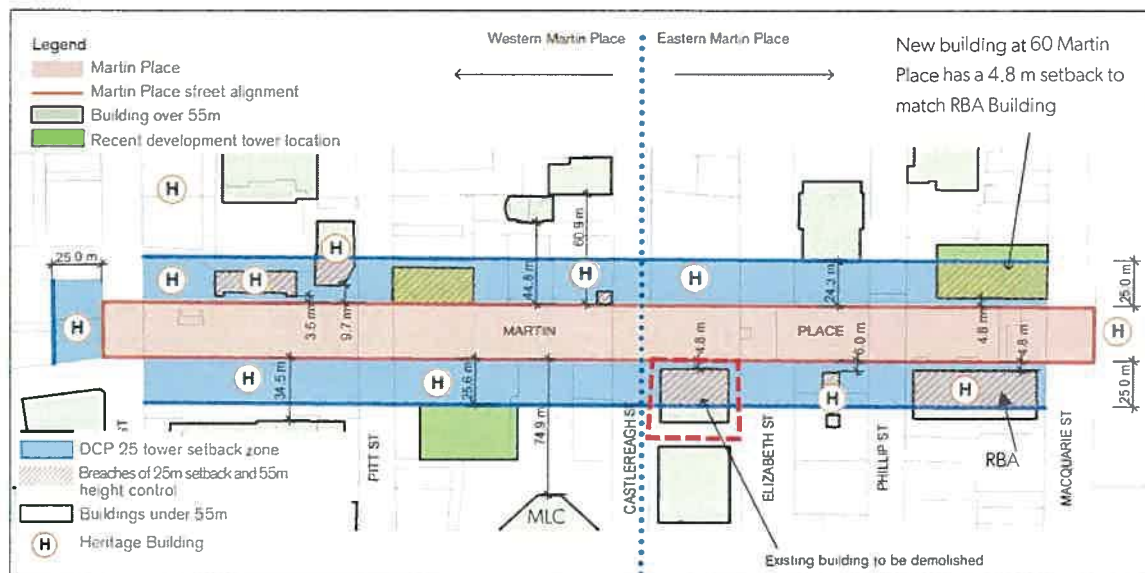 Legend
Martin Place
Martin Place street alignment
Building over 55m
Recent development tower location
Western Martin Place
Eastern Martin Place
New building at 60 Martin
Place has a 4.8 m setback to
match RBA Building
H
H
H
H
H
H
H
H
H
H
H
H
H
25.0 m
3.5 m
9.7 m
44.8 m
60.9 m
24.3 m
4.8 m
25.0 m
MARTIN
PLACE
4.8 m
6.0 m
4.8 m
34.5 m
25.6 m
74.9 m
25.0 m
ST
PITT ST
CASTLEREAGH ST
ELIZABETH ST
PHILLIP ST
MACQUARIE ST
RBA
MLC
DCP 25 tower setback zone
Breaches of 25m setback and 55m
height control
Buildings under 55m
H Heritage Building
Existing building to be demolished